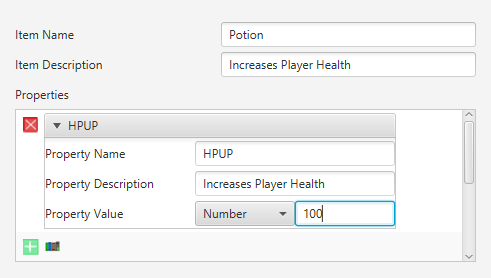 Item Name Potion
Item Description Increases Player Health
Properties
HPUP
Property Name HPUP
Property Description Increases Player Health
Property Value Number 100